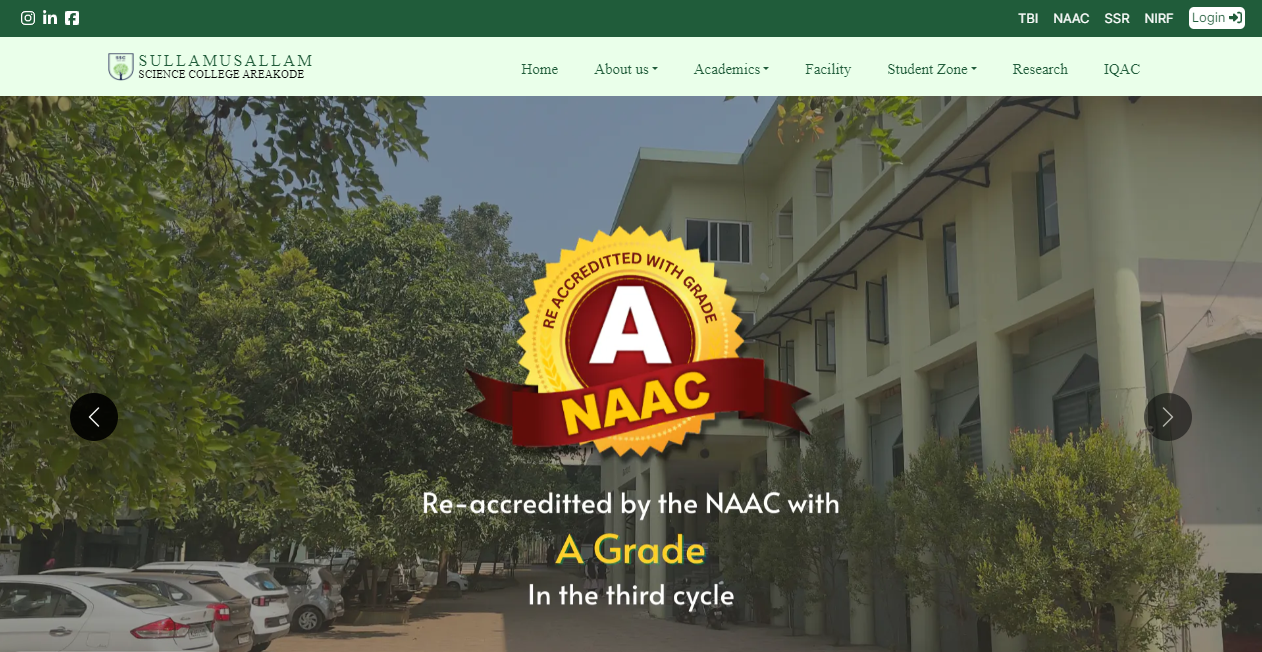 TBI NAAC SSR NIRF Login
SULLAMUSALLAM
SCIENCE COLLEGE AREAKODE
Home About us Academics Facility Student Zone Research IQAC
RE ACCREDITTED WITH GRADE
A
NAAC
Re-accreditted by the NAAC with
A Grade
In the third cycle